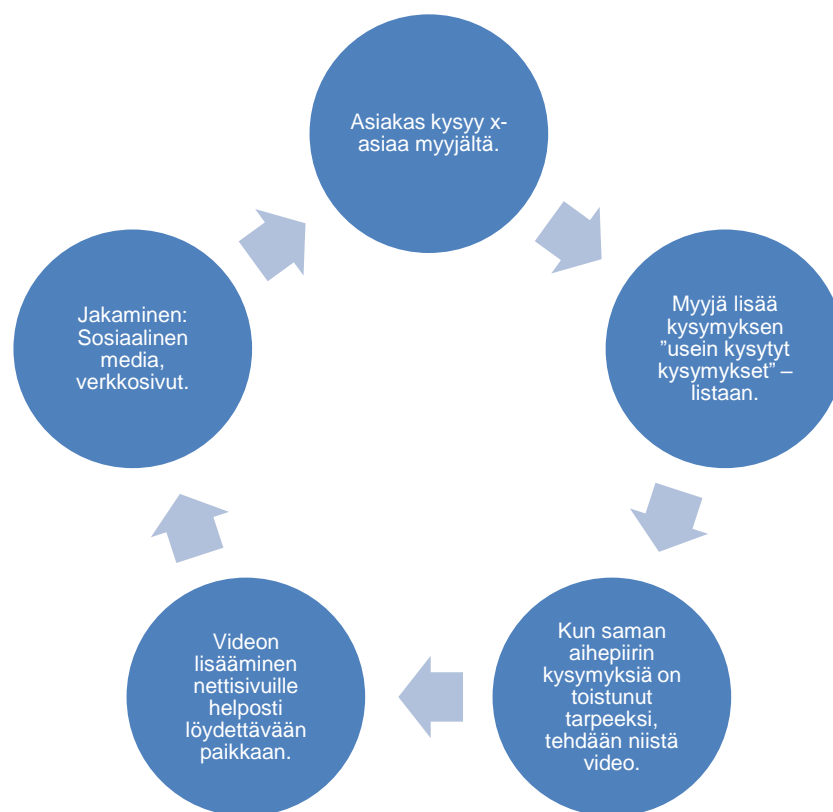 Asiakas kysyy x-
asiaa myyjältä.
Myyjä lisää
kysymyksen
”usein kysytyt
kysymykset” –
listaan.
Kun saman
aihepiirin
kysymyksiä on
toistunut
tarpeeksi,
tehdään niistä
video.
Videon
lisääminen
nettisivuille
helposti
löydettävään
paikkaan.
Jakaminen:
Sosiaalinen
media,
verkkosivut.